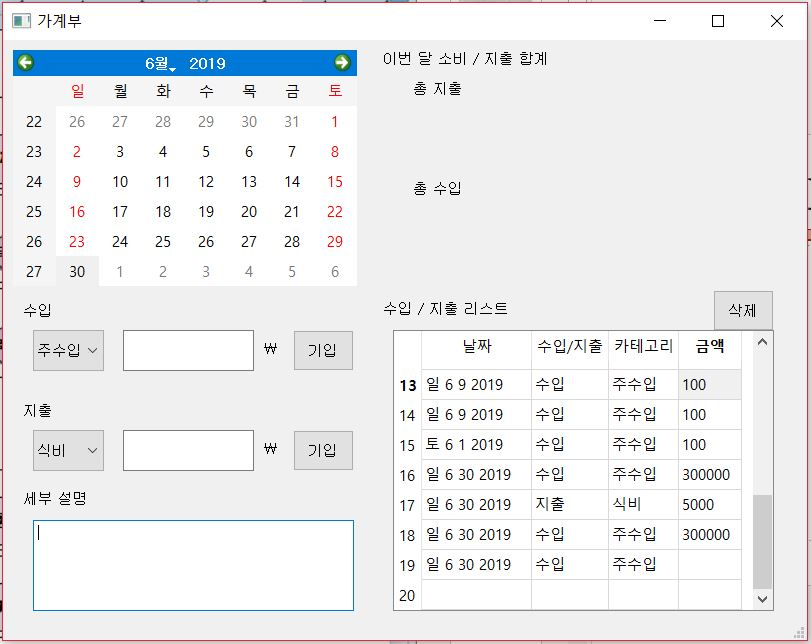 가계부
6월 2019
일 월 화 수 목 금 토
22 26 27 28 29 30 31 1
23 2 3 4 5 6 7 8
24 9 10 11 12 13 14 15
25 16 17 18 19 20 21 22
26 23 24 25 26 27 28 29
27 30 1 2 3 4 5 6
수입
주수입 ₩ 기입
지출
식비 ₩ 기입
세부 설명
이번 달 소비 / 지출 합계
총 지출
총 수입
수입 / 지출 리스트 삭제
날짜 수입/지출 카테고리 금액
13 일 6 9 2019 수입 주수입 100
14 일 6 9 2019 수입 주수입 100
15 토 6 1 2019 수입 주수입 100
16 일 6 30 2019 수입 주수입 300000
17 일 6 30 2019 지출 식비 5000
18 일 6 30 2019 수입 주수입 300000
19 일 6 30 2019 수입 주수입
20